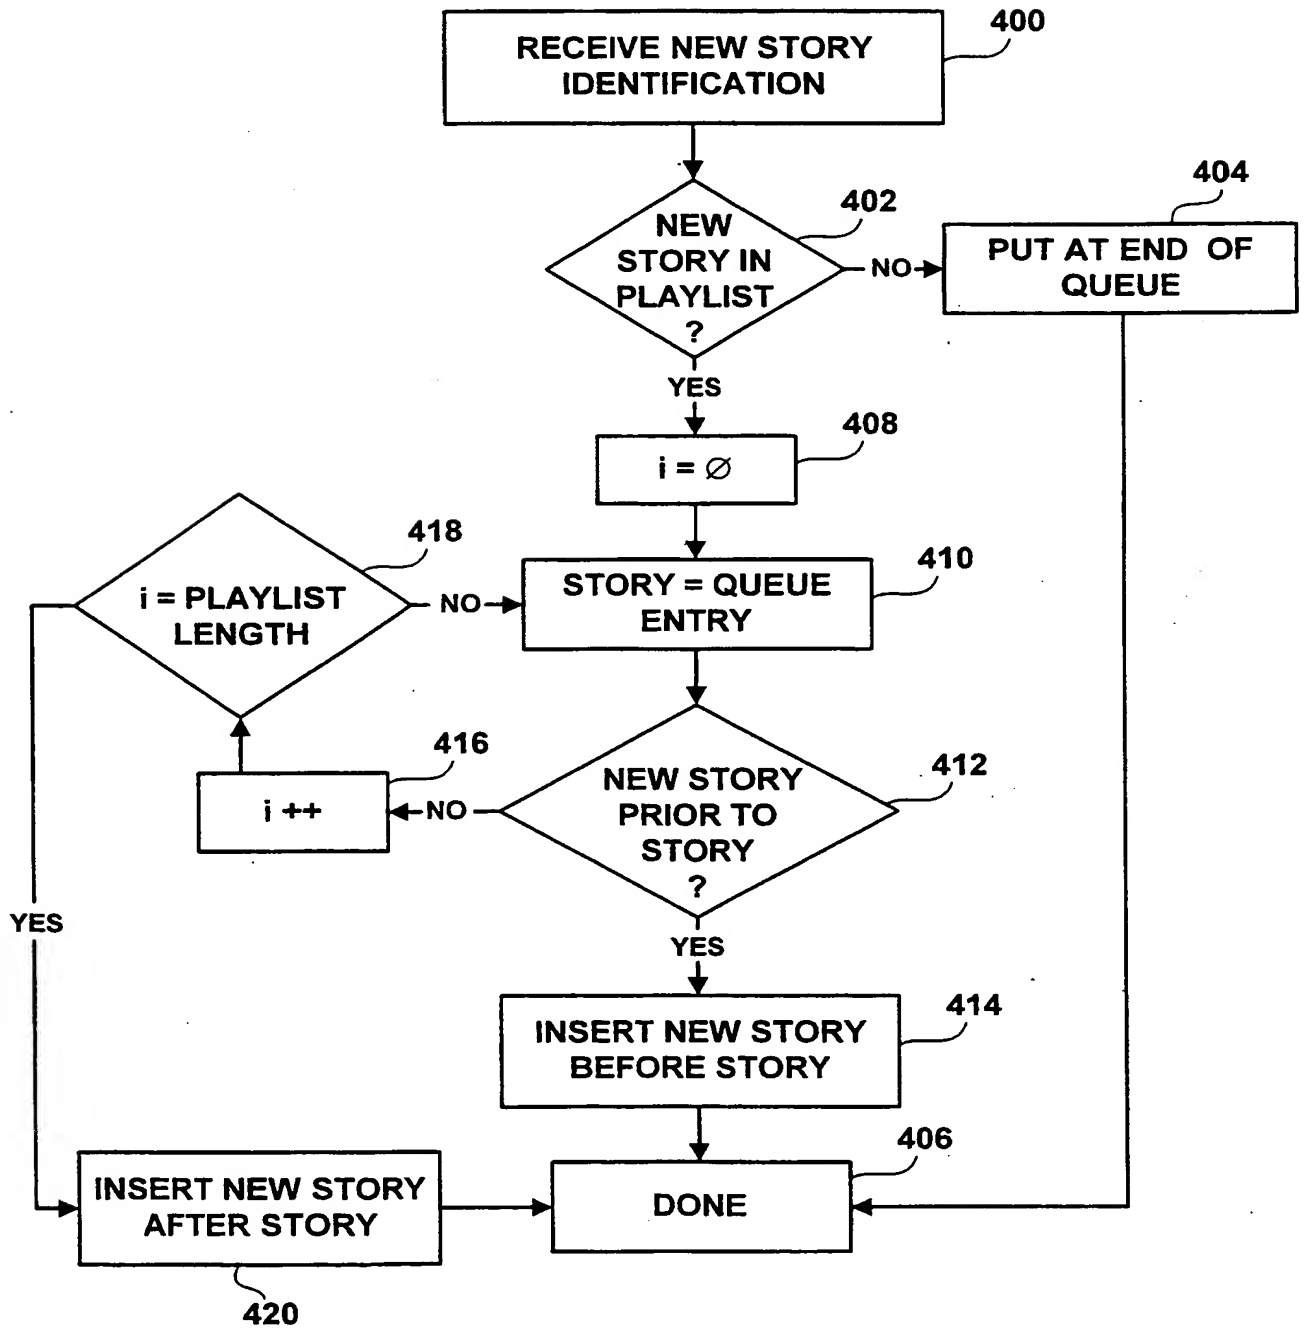 400
RECEIVE NEW STORY
IDENTIFICATION
402
NEW
STORY IN
PLAYLIST
?
NO
404
PUT AT END OF
QUEUE
YES
408
i = ∅
418
i = PLAYLIST
LENGTH
NO
410
STORY = QUEUE
ENTRY
416
i ++
NO
412
NEW STORY
PRIOR TO
STORY
?
YES
YES
414
INSERT NEW STORY
BEFORE STORY
406
DONE
INSERT NEW STORY
AFTER STORY
420